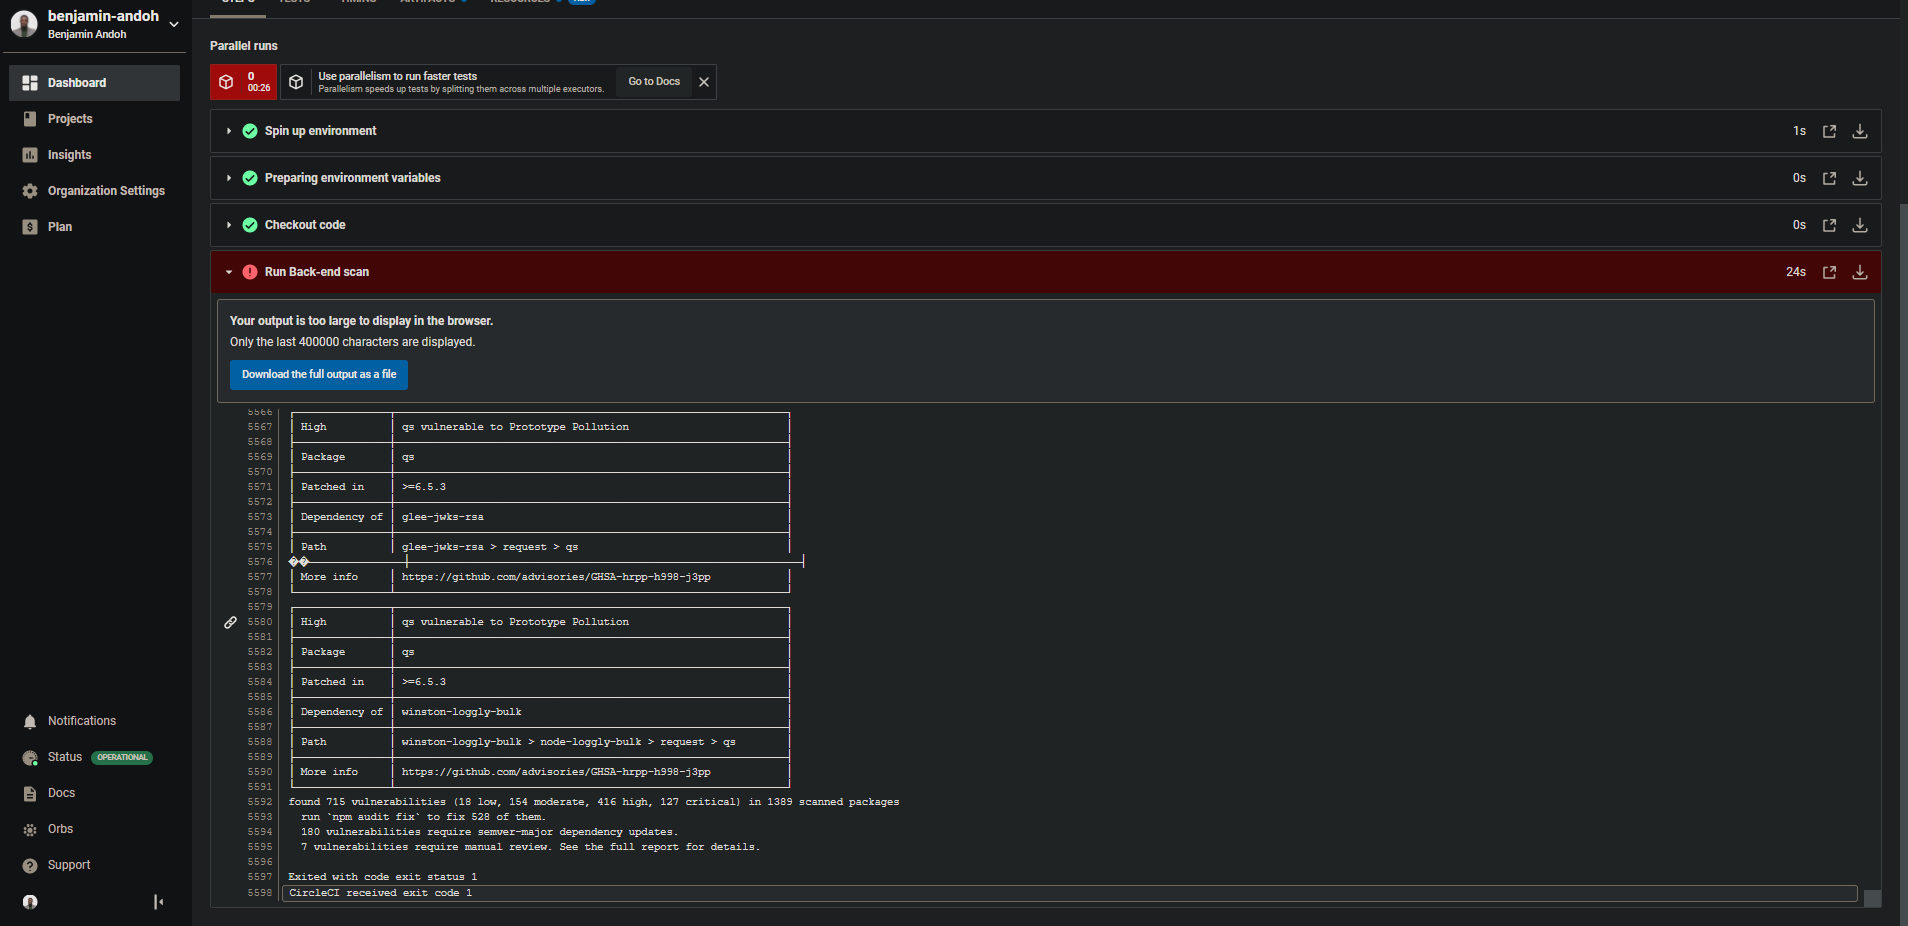 benjamin-andoh
Benjamin Andoh
Dashboard
Projects
Insights
Organization Settings
Plan
Notifications
Status OPERATIONAL
Docs
Orbs
Support
STEPS TESTS TIMING ARTIFACTS RESOURCES
Parallel runs
0
00:26
Use parallelism to run faster tests
Parallelism speeds up tests by splitting them across multiple executors.
Go to Docs
Spin up environment 1s
Preparing environment variables 0s
Checkout code 0s
Run Back-end scan 24s
Your output is too large to display in the browser.
Only the last 400000 characters are displayed.
Download the full output as a file
5566
5567 High qs vulnerable to Prototype Pollution
5568
5569 Package qs
5570
5571 Patched in >=6.5.3
5572
5573 Dependency of glee-jwks-rsa
5574
5575 Path glee-jwks-rsa > request > qs
5576 ��
5577 More info https://github.com/advisories/GHSA-hrpp-h998-j3pp
5578
5579
5580 High qs vulnerable to Prototype Pollution
5581
5582 Package qs
5583
5584 Patched in >=6.5.3
5585
5586 Dependency of winston-loggly-bulk
5587
5588 Path winston-loggly-bulk > node-loggly-bulk > request > qs
5589
5590 More info https://github.com/advisories/GHSA-hrpp-h998-j3pp
5591
5592 found 715 vulnerabilities (18 low, 154 moderate, 416 high, 127 critical) in 1389 scanned packages
5593 run `npm audit fix` to fix 528 of them.
5594 180 vulnerabilities require semver-major dependency updates.
5595 7 vulnerabilities require manual review. See the full report for details.
5596
5597 Exited with code exit status 1
5598 CircleCI received exit code 1